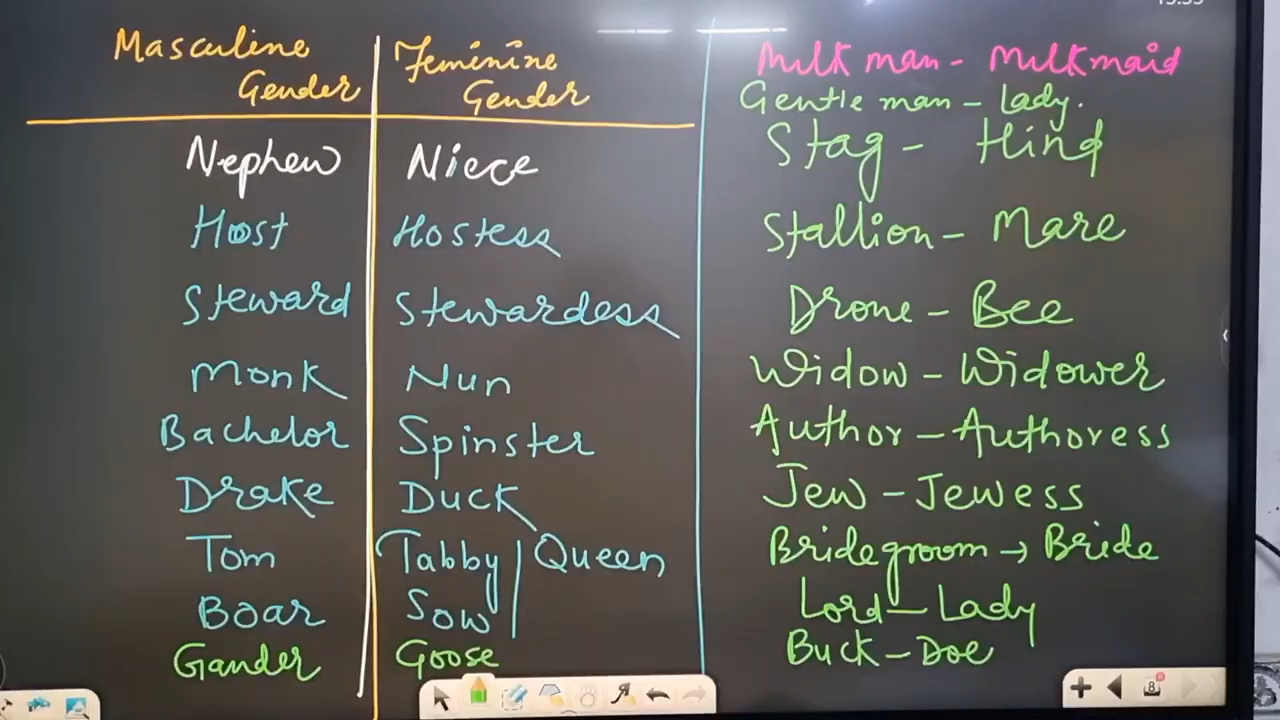 Masculine Gender
Feminine Gender
Nephew Niece
Host Hostess
Steward Stewardess
Monk Nun
Bachelor Spinster
Drake Duck
Tom Tabby | Queen
Boar Sow
Gander Goose
Milk man - Milkmaid
Gentle man - Lady.
Stag - Hind
Stallion - Mare
Drone - Bee
Widow - Widower
Author - Authoress
Jew - Jewess
Bridegroom → Bride
Lord - Lady
Buck - Doe
8